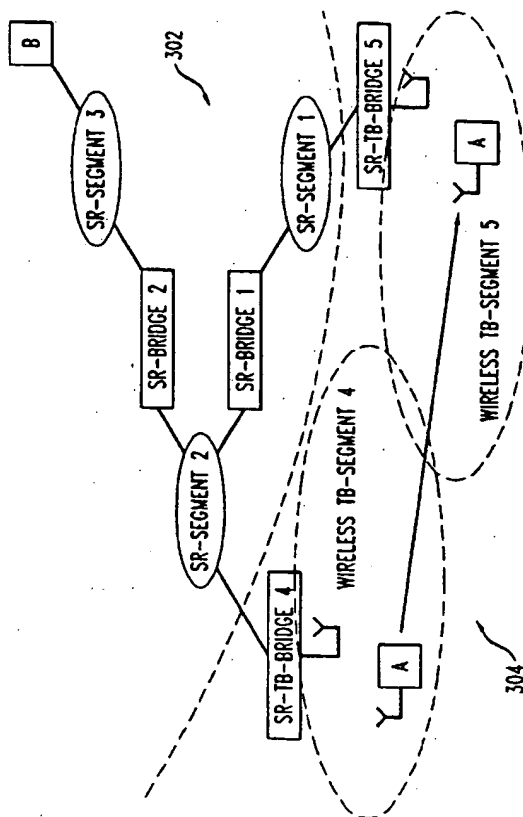 B
SR-SEGMENT 3
302
SR-BRIDGE 2
SR-SEGMENT 1
SR-TB-BRIDGE 5
SR-BRIDGE 1
A
SR-SEGMENT 2
WIRELESS TB-SEGMENT 5
WIRELESS TB-SEGMENT 4
SR-TB-BRIDGE 4
A
304